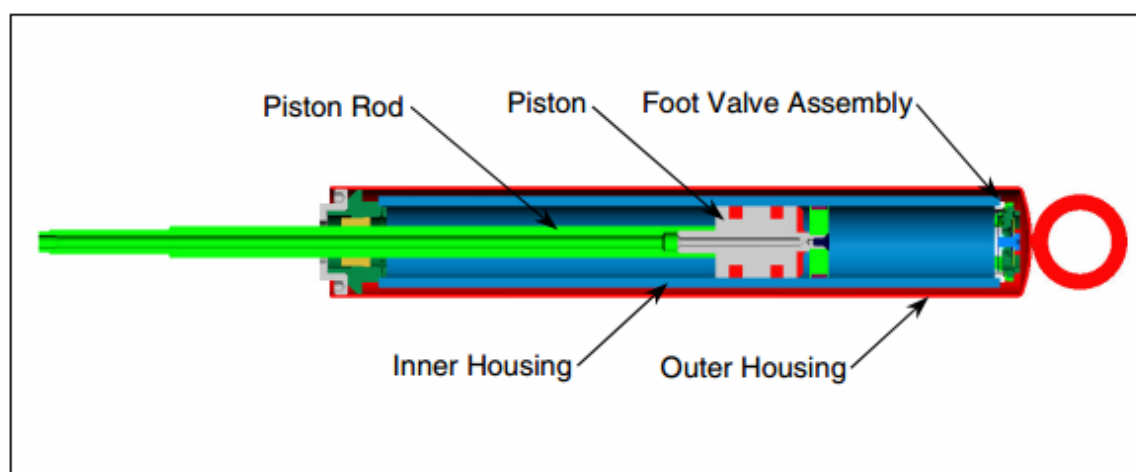 Piston Rod
Piston
Foot Valve Assembly
Inner Housing
Outer Housing